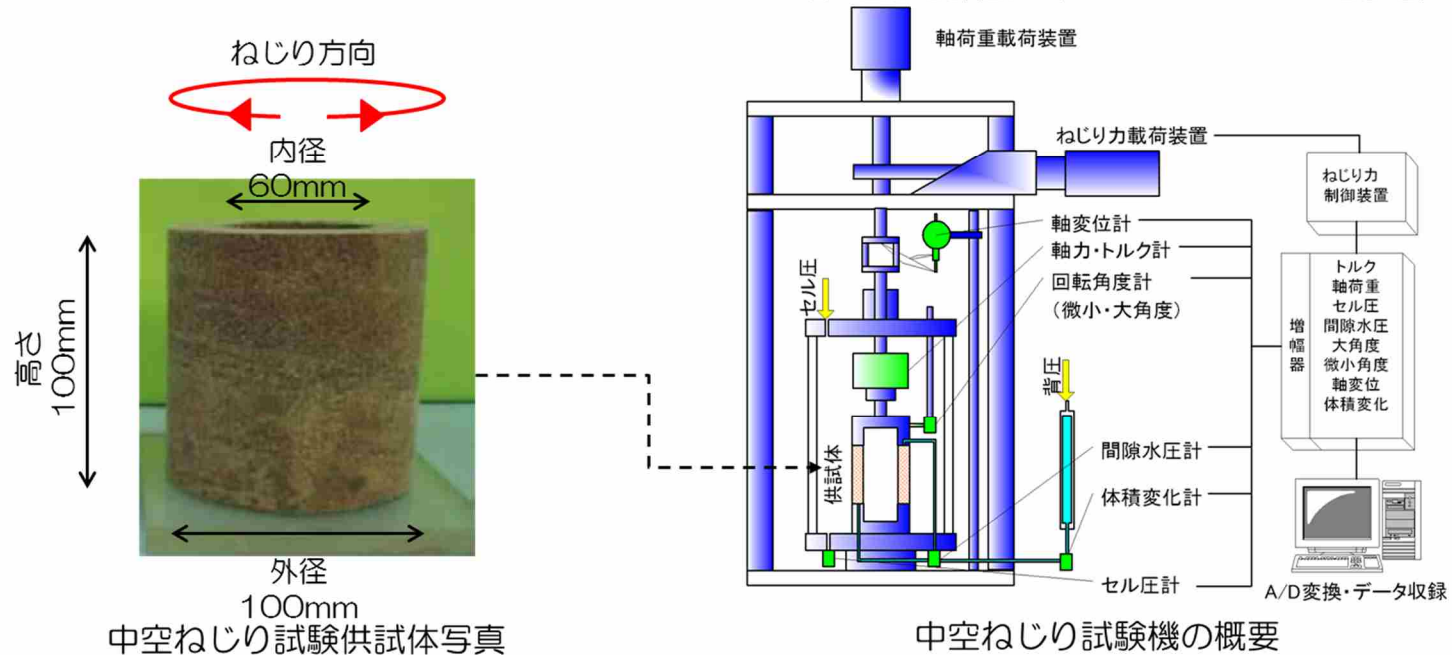 ねじり方向
内径
60mm
高さ
100mm
外径
100mm
中空ねじり試験供試体写真
軸荷重載荷装置
ねじり力載荷装置
ねじり力
制御装置
軸変位計
軸力・トルク計
回転角度計
(微小・大角度)
セル圧
背圧
供試体
間隙水圧計
体積変化計
セル圧計
増幅器
トルク
軸荷重
セル圧
間隙水圧
大角度
微小角度
軸変位
体積変化
A/D変換・データ収録
中空ねじり試験機の概要